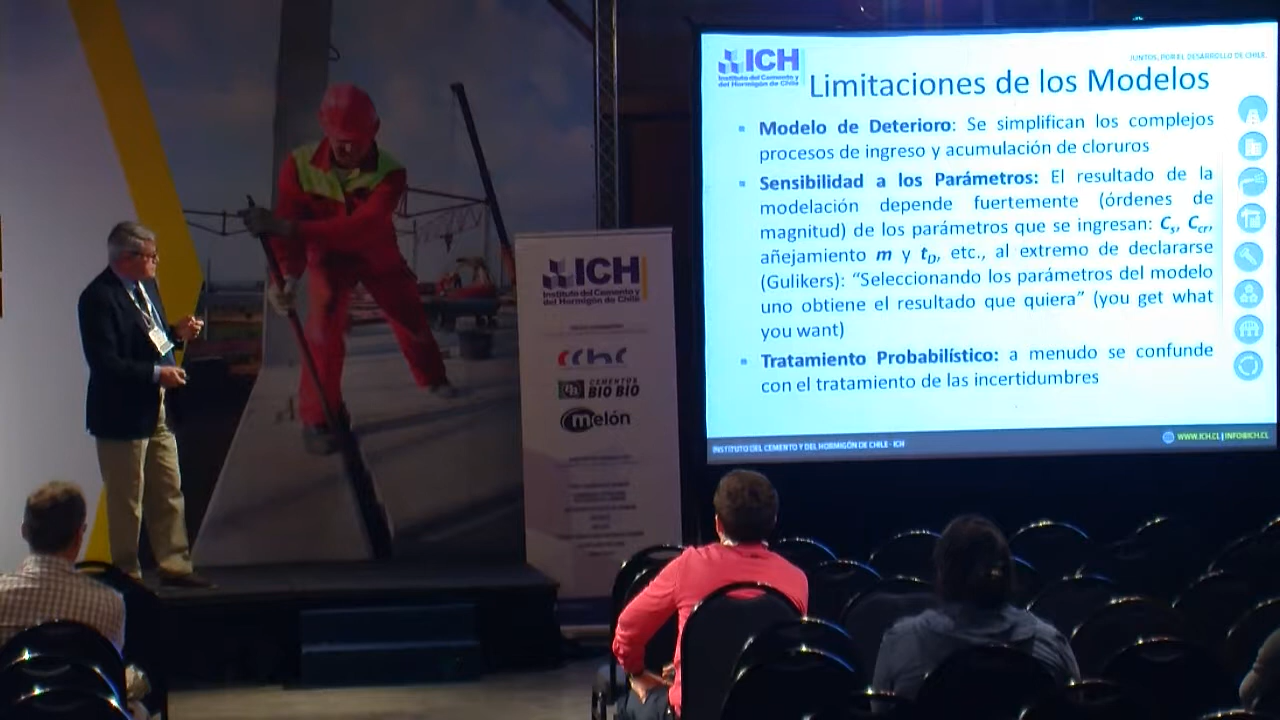 JUNTOS, POR EL DESARROLLO DE CHILE.
ICH
Instituto del Cemento y
del Hormigón de Chile
Limitaciones de los Modelos
▪ Modelo de Deterioro: Se simplifican los complejos
procesos de ingreso y acumulación de cloruros
▪ Sensibilidad a los Parámetros: El resultado de la
modelación depende fuertemente (órdenes de
magnitud) de los parámetros que se ingresan: Cs, Ccr,
añejamiento m y tD, etc., al extremo de declararse
(Gulikers): “Seleccionando los parámetros del modelo
uno obtiene el resultado que quiera” (you get what
you want)
▪ Tratamiento Probabilístico: a menudo se confunde
con el tratamiento de las incertidumbres
INSTITUTO DEL CEMENTO Y DEL HORMIGÓN DE CHILE - ICH
WWW.ICH.CL | INFO@ICH.CL
ICH
Instituto del Cemento y
del Hormigón de Chile
cchc
CEMENTOS
BIO BIO
melón